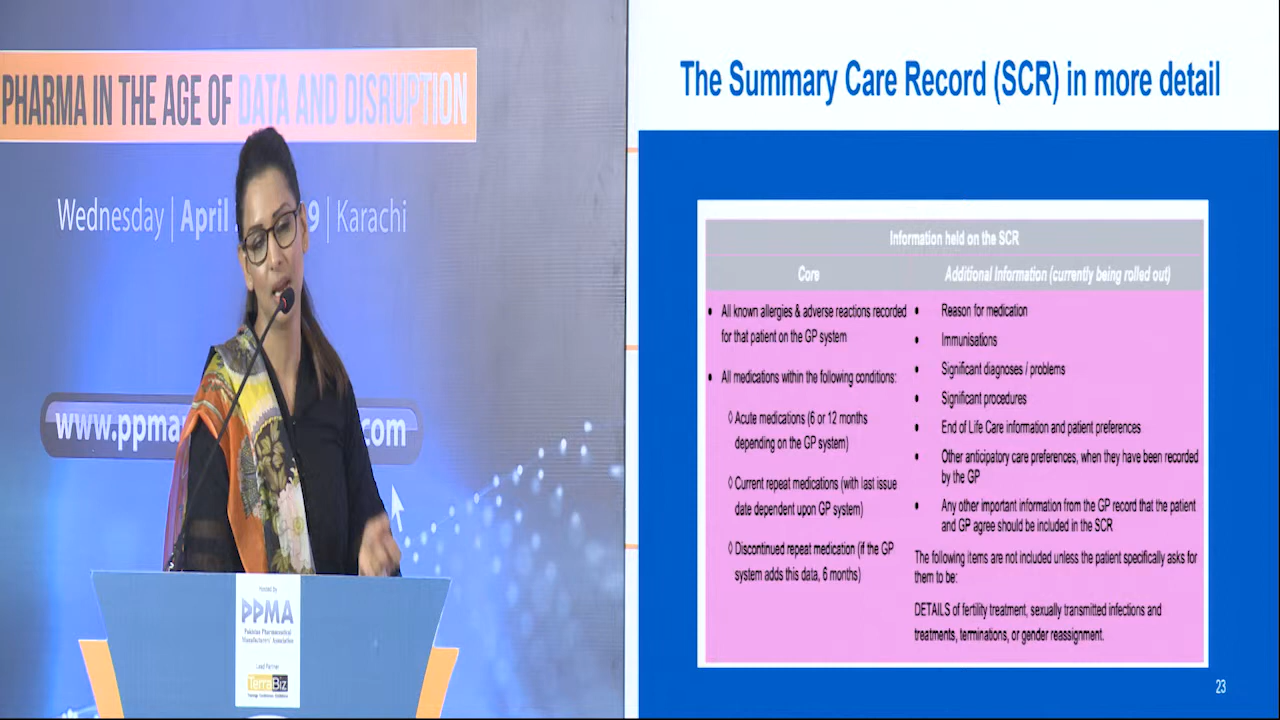 PHARMA IN THE AGE OF DATA AND DISRUPTION
Wednesday | April 9 | Karachi
www.ppma com
HOSTED BY
PPMA
Pakistan Pharmaceutical
Manufacturers' Association
Lead Partner
TerraBiz
The Summary Care Record (SCR) in more detail
Information held on the SCR
Core
Additional Information (currently being rolled out)
• All known allergies & adverse reactions recorded
for that patient on the GP system
• All medications within the following conditions:
◊ Acute medications (6 or 12 months
depending on the GP system)
◊ Current repeat medications (with last issue
date dependent upon GP system)
◊ Discontinued repeat medication (if the GP
system adds this data, 6 months)
• Reason for medication
• Immunisations
• Significant diagnoses / problems
• Significant procedures
• End of Life Care information and patient preferences
• Other anticipatory care preferences, when they have been recorded
by the GP
• Any other important information from the GP record that the patient
and GP agree should be included in the SCR
The following items are not included unless the patient specifically asks for
them to be:
DETAILS of fertility treatment, sexually transmitted infections and
treatments, terminations, or gender reassignment.
23